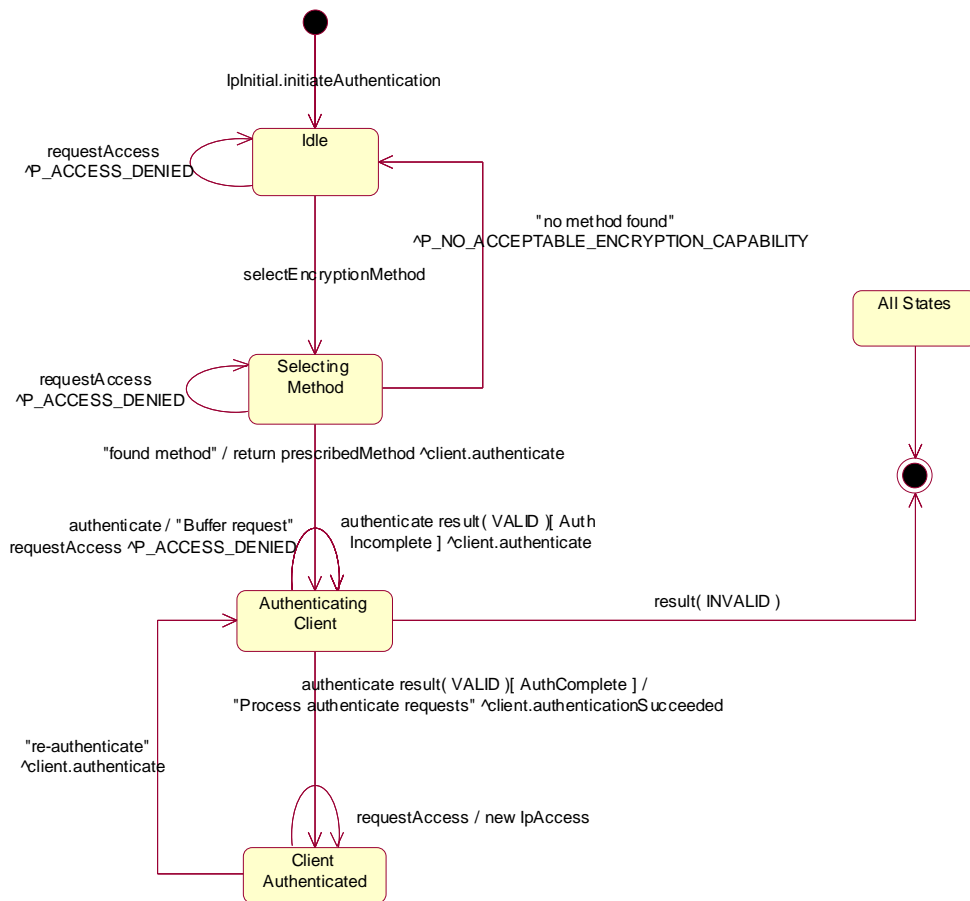 IpInitial.initiateAuthentication
Idle
requestAccess
^P_ACCESS_DENIED
"no method found"
^P_NO_ACCEPTABLE_ENCRYPTION_CAPABILITY
selectEncryptionMethod
All States
Selecting
Method
requestAccess
^P_ACCESS_DENIED
"found method" / return prescribedMethod ^client.authenticate
authenticate / "Buffer request"
requestAccess ^P_ACCESS_DENIED
authenticate result( VALID )[ Auth
Incomplete ] ^client.authenticate
Authenticating
Client
result( INVALID )
authenticate result( VALID )[ AuthComplete ] /
"Process authenticate requests" ^client.authenticationSucceeded
"re-authenticate"
^client.authenticate
requestAccess / new IpAccess
Client
Authenticated